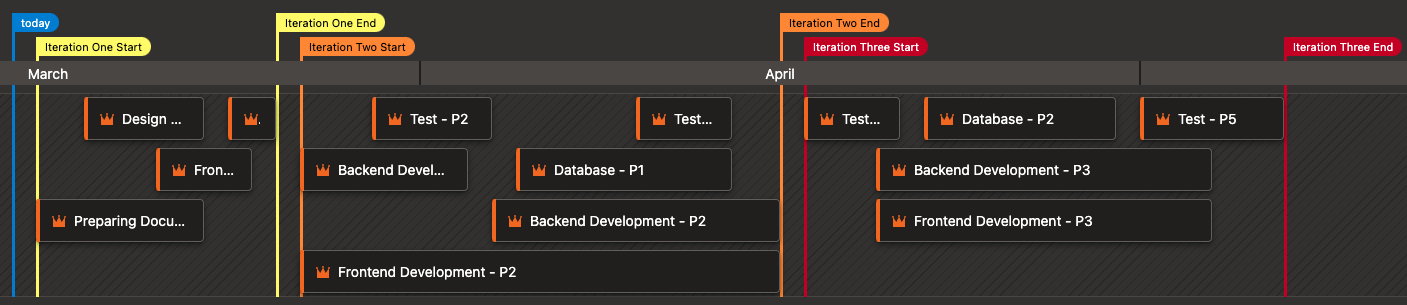 today
Iteration One End
Iteration Two End
Iteration One Start
Iteration Two Start
Iteration Three Start
Iteration Three End
March
April
Design ...
Test - P2
Test...
Test...
Database - P2
Test - P5
Fron...
Backend Devel...
Database - P1
Backend Development - P3
Preparing Docu...
Backend Development - P2
Frontend Development - P3
Frontend Development - P2